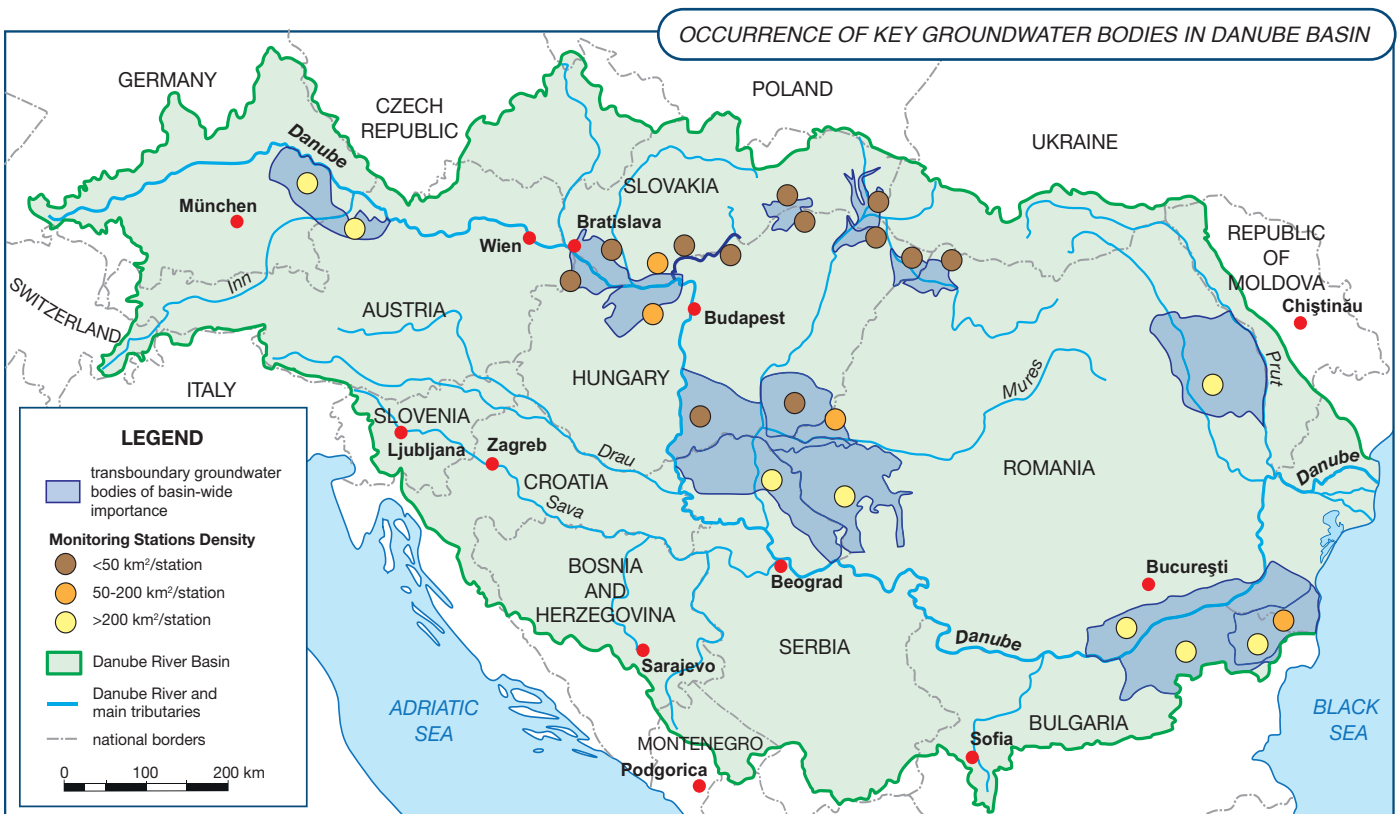 OCCURRENCE OF KEY GROUNDWATER BODIES IN DANUBE BASIN
GERMANY
CZECH
REPUBLIC
POLAND
UKRAINE
Danube
SLOVAKIA
München
Bratislava
Wien
REPUBLIC
OF
MOLDOVA
Chiştinău
Inn
SWITZERLAND
AUSTRIA
Budapest
ITALY
HUNGARY
Mures
Prut
SLOVENIA
Ljubljana
Zagreb
Drau
CROATIA
Sava
ROMANIA
Danube
BOSNIA
AND
HERZEGOVINA
Beograd
Bucureşti
SERBIA
Danube
Sarajevo
ADRIATIC
SEA
BLACK
SEA
BULGARIA
MONTENEGRO
Sofia
Podgorica
LEGEND
transboundary groundwater
bodies of basin-wide
importance
Monitoring Stations Density
<50 km²/station
50-200 km²/station
>200 km²/station
Danube River Basin
Danube River and
main tributaries
national borders
0 100 200 km